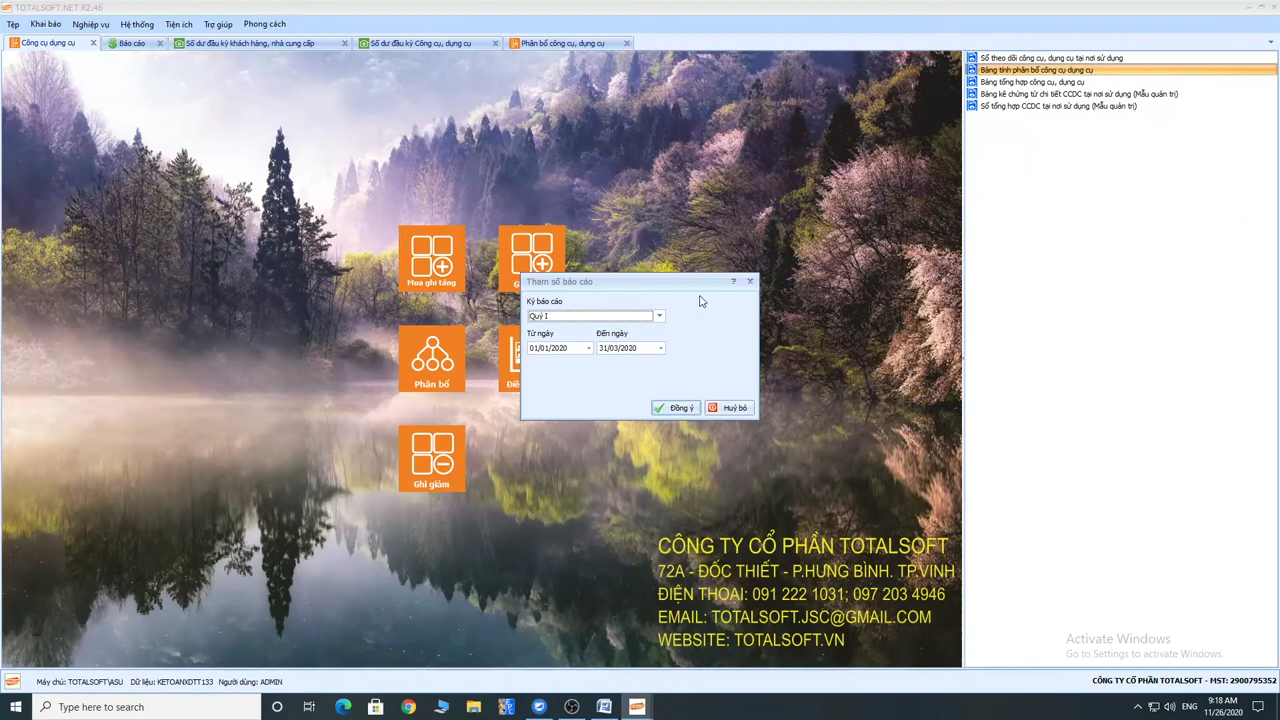 TOTALSOFT.NET R2.46
Tệp Khai báo Nghiệp vụ Hệ thống Tiện ích Trợ giúp Phong cách
Công cụ dụng cụ Báo cáo Số dư đầu kỳ khách hàng, nhà cung cấp Số dư đầu kỳ Công cụ, dụng cụ Phân bổ công cụ, dụng cụ
Sổ theo dõi công cụ, dụng cụ tại nơi sử dụng
Bảng tính phân bổ công cụ dụng cụ
Bảng tổng hợp công cụ, dụng cụ
Bảng kê chứng từ chi tiết CCDC tại nơi sử dụng (Mẫu quản trị)
Sổ tổng hợp CCDC tại nơi sử dụng (Mẫu quản trị)
Mua ghi tăng
Tham số báo cáo
Kỳ báo cáo
Quý I
Từ ngày Đến ngày
01/01/2020 31/03/2020
Đồng ý Huỷ bỏ
Phân bổ
Ghi giảm
CÔNG TY CỔ PHẦN TOTALSOFT
72A - ĐỐC THIẾT - P.HƯNG BÌNH. TP.VINH
ĐIỆN THOẠI: 091 222 1031; 097 203 4946
EMAIL: TOTALSOFT.JSC@GMAIL.COM
WEBSITE: TOTALSOFT.VN
Activate Windows
Go to Settings to activate Windows.
Máy chủ: TOTALSOFT\ASU Dữ liệu: KETOANXDTT133 Người dùng: ADMIN CÔNG TY CỔ PHẦN TOTALSOFT - MST: 2900795352
Type here to search
ENG
9:18 AM
11/26/2020